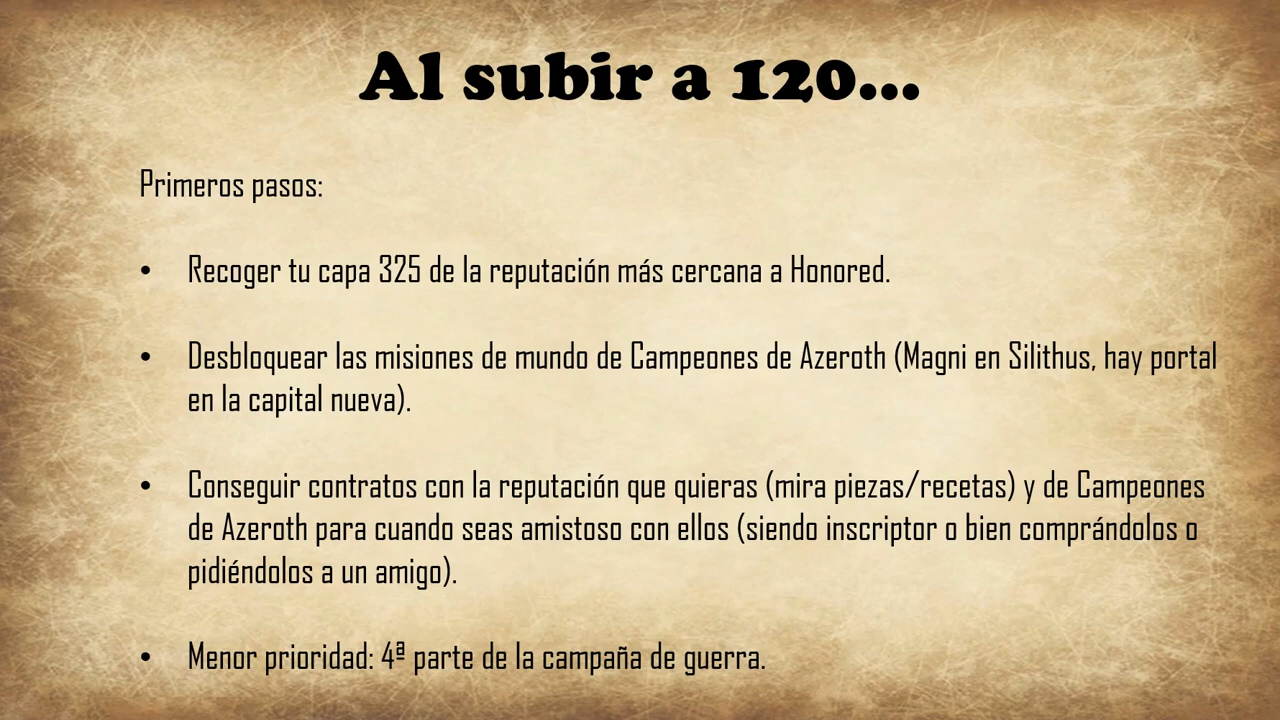 Al subir a 120...
Primeros pasos:
• Recoger tu capa 325 de la reputación más cercana a Honored.
• Desbloquear las misiones de mundo de Campeones de Azeroth (Magni en Silithus, hay portal
en la capital nueva).
• Conseguir contratos con la reputación que quieras (mira piezas/recetas) y de Campeones
de Azeroth para cuando seas amistoso con ellos (siendo inscriptor o bien comprándolos o
pidiéndolos a un amigo).
• Menor prioridad: 4ª parte de la campaña de guerra.